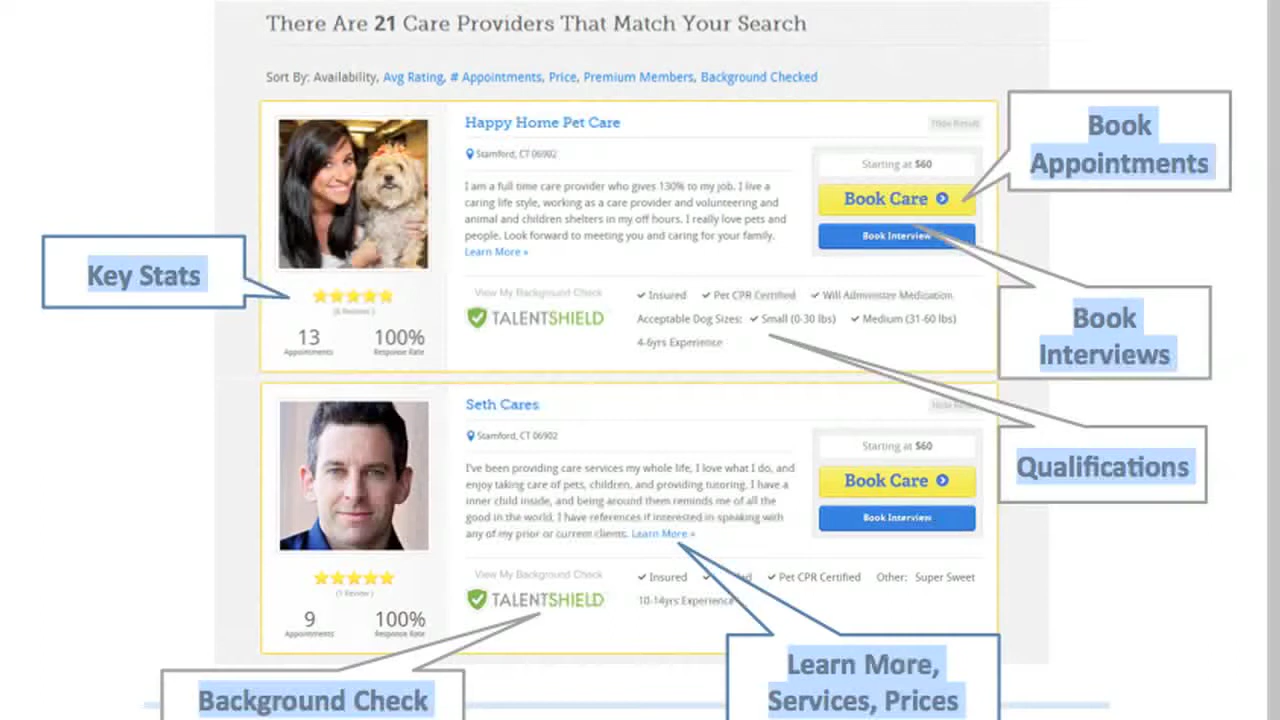 There Are 21 Care Providers That Match Your Search
Sort By: Availability, Avg Rating, # Appointments, Price, Premium Members, Background Checked
Happy Home Pet Care
Hide Result
Stamford, CT 06902
Starting at $60
I am a full time care provider who gives 130% to my job. I live a
caring life style, working as a care provider and volunteering and
animal and children shelters in my off hours. I really love pets and
people. Look forward to meeting you and caring for your family.
Learn More »
Book Care
Book Interview
View My Background Check
TALENTSHIELD
Insured Pet CPR Certified Will Administer Medication
Acceptable Dog Sizes: Small (0-30 lbs) Medium (31-60 lbs)
4-6yrs Experience
13 100%
Appointments Response Rate
Seth Cares
Stamford, CT 06902
Starting at $60
I've been providing care services my whole life, I love what I do, and
enjoy taking care of pets, children, and providing tutoring. I have a
inner child inside, and being around them reminds me of all the
good in the world. I have references if interested in speaking with
any of my prior or current clients. Learn More »
Book Care
Book Interview
(1 Review)
View My Background Check
TALENTSHIELD
Insured Pet CPR Certified Other: Super Sweet
10-14yrs Experience
9 100%
Appointments Response Rate
Book
Appointments
Key Stats
Book
Interviews
Qualifications
Background Check
Learn More,
Services, Prices